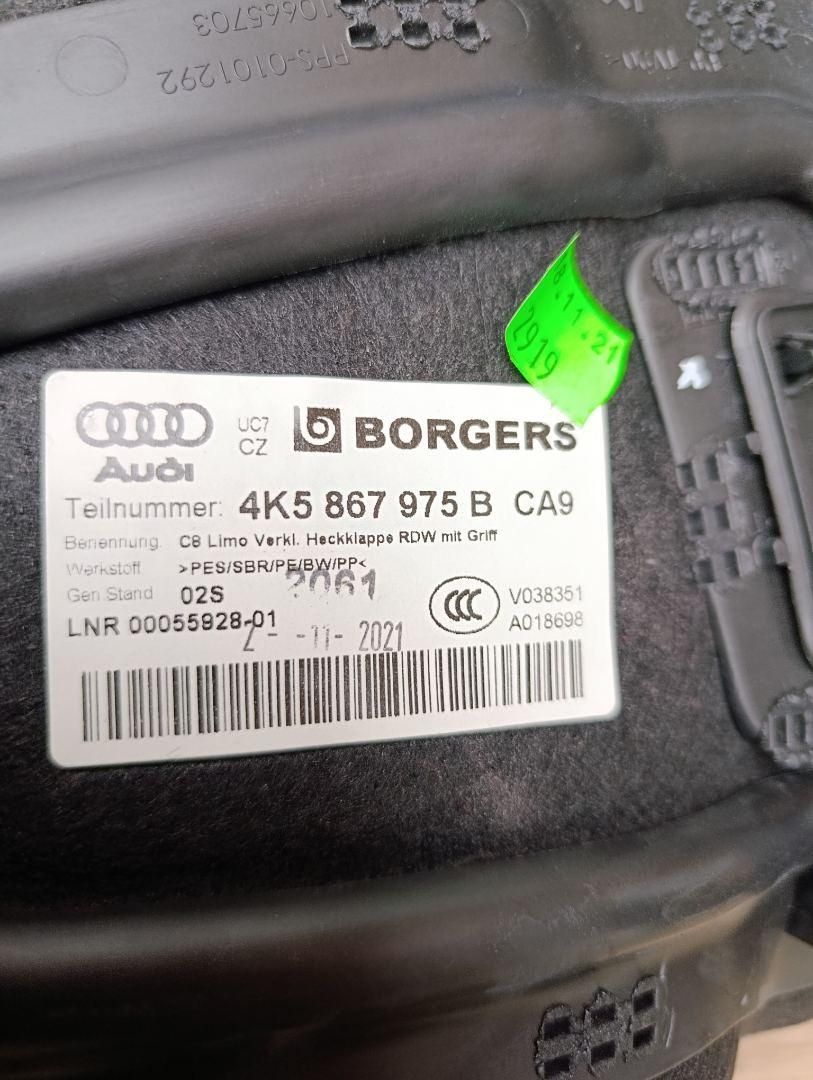 10665703
PPS-0101292
8.11.21
2919
Audi
UC7
CZ
BORGERS
Teilnummer: 4K5 867 975 B CA9
Benennung. C8 Limo Verkl. Heckklappe RDW mit Griff
Werkstoff >PES/SBR/PE/BW/PP<
Gen.Stand 02S
2061
LNR 00055928-01
-11- 2021
CCC
V038351
A018698